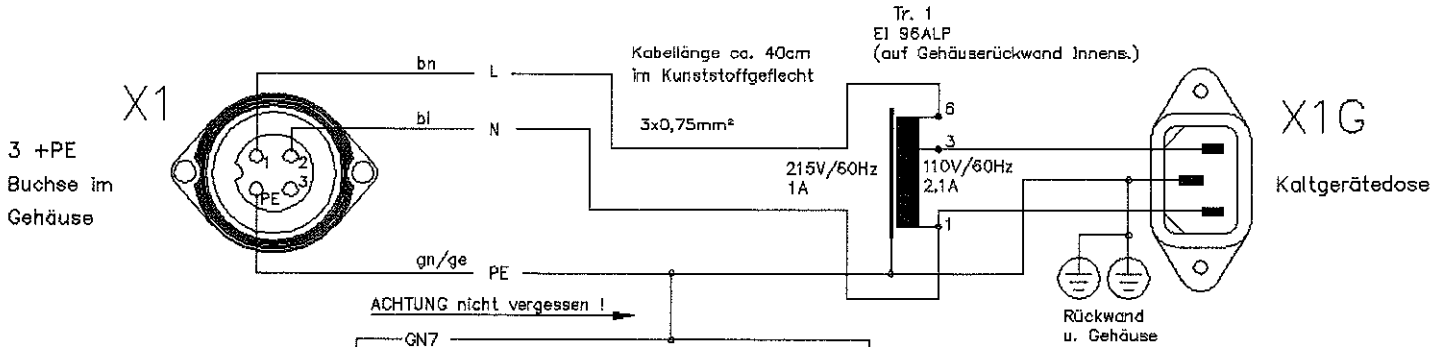 X1
3 +PE
Buchse im
Gehäuse
1
2
3
PE
bn
L
bl
N
gn/ge
PE
ACHTUNG nicht vergessen !
GN7
Kabellänge ca. 40cm
im Kunststoffgeflecht
3x0,75mm²
Tr. 1
EI 96ALP
(auf Gehäuserückwand Innens.)
6
3
1
215V/60Hz
1A
110V/60Hz
2,1A
X1G
Kaltgerätedose
Rückwand
u. Gehäuse